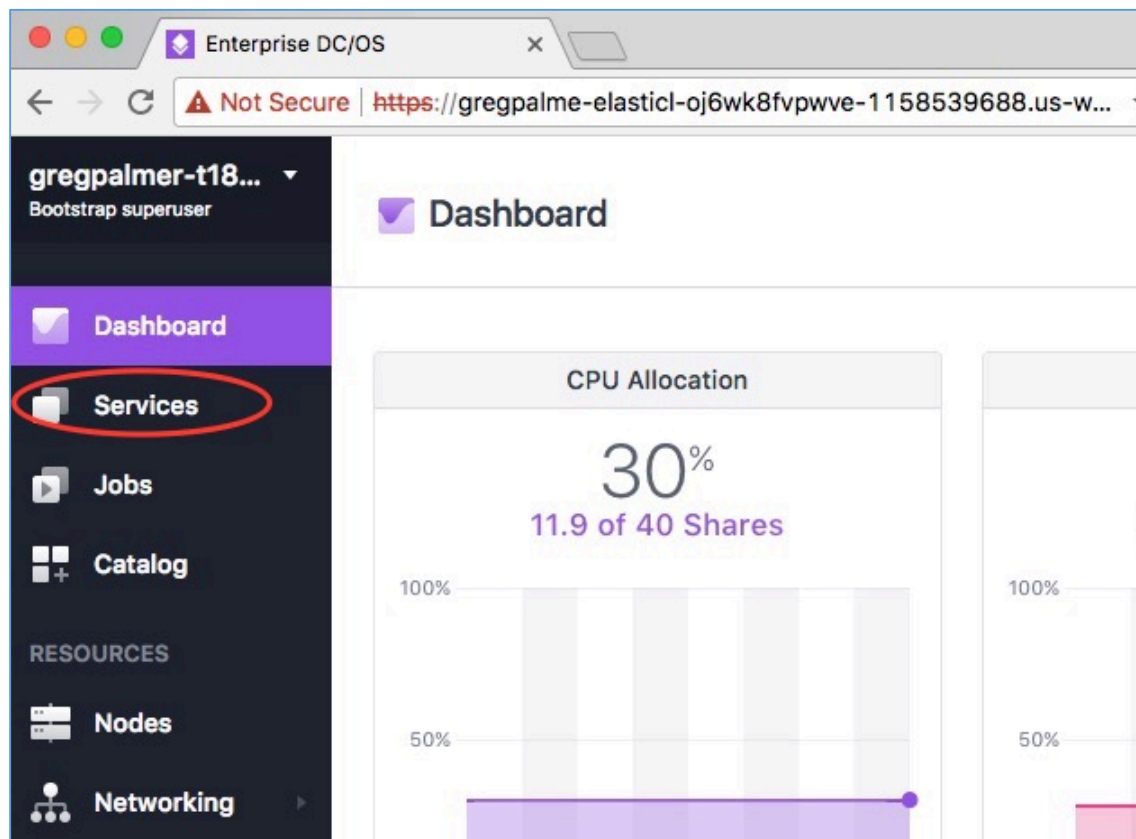 Enterprise DC/OS
Not Secure | https://gregpalme-elasticl-oj6wk8fvpwve-1158539688.us-w...
gregpalmer-t18...
Bootstrap superuser
Dashboard
Dashboard
Services
Jobs
Catalog
RESOURCES
Nodes
Networking
CPU Allocation
30%
11.9 of 40 Shares
100%
50%
100%
50%